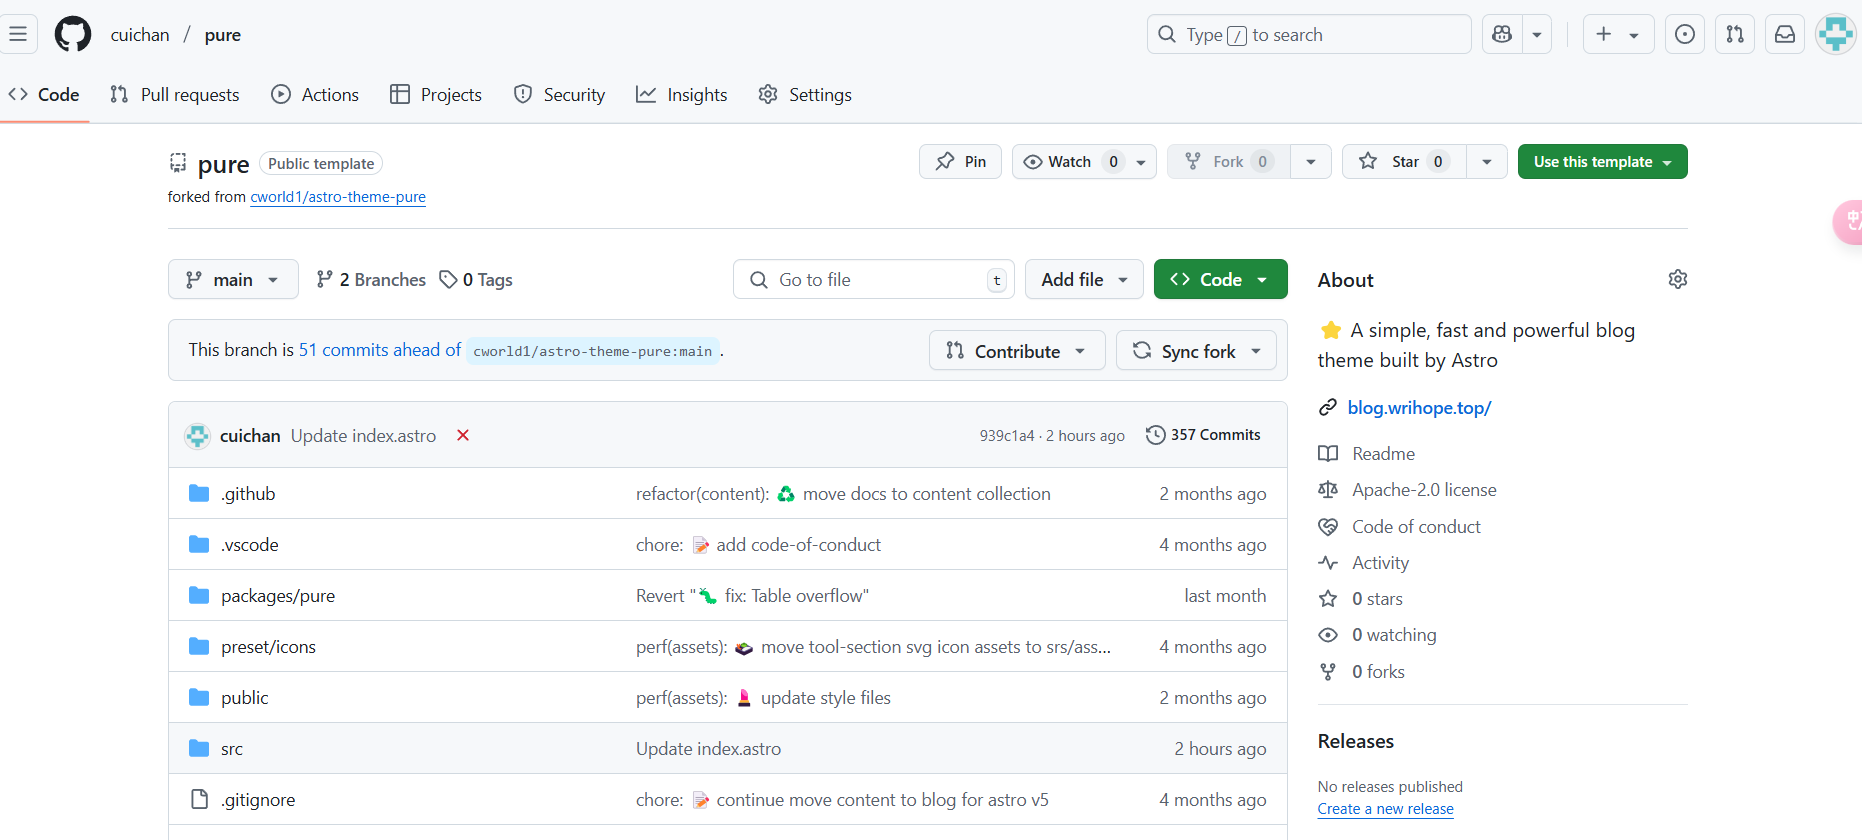 cuichan / pure
Type / to search
Code
Pull requests
Actions
Projects
Security
Insights
Settings
pure Public template
Pin
Watch 0
Fork 0
Star 0
Use this template
forked from cworld1/astro-theme-pure
main
2 Branches
0 Tags
Go to file t
Add file
Code
This branch is 51 commits ahead of cworld1/astro-theme-pure:main .
Contribute
Sync fork
cuichan Update index.astro 939c1a4 · 2 hours ago 357 Commits
.github refactor(content): move docs to content collection 2 months ago
.vscode chore: add code-of-conduct 4 months ago
packages/pure Revert " fix: Table overflow" last month
preset/icons perf(assets): move tool-section svg icon assets to srs/ass... 4 months ago
public perf(assets): update style files 2 months ago
src Update index.astro 2 hours ago
.gitignore chore: continue move content to blog for astro v5 4 months ago
About
A simple, fast and powerful blog
theme built by Astro
blog.wrihope.top/
Readme
Apache-2.0 license
Code of conduct
Activity
0 stars
0 watching
0 forks
Releases
No releases published
Create a new release